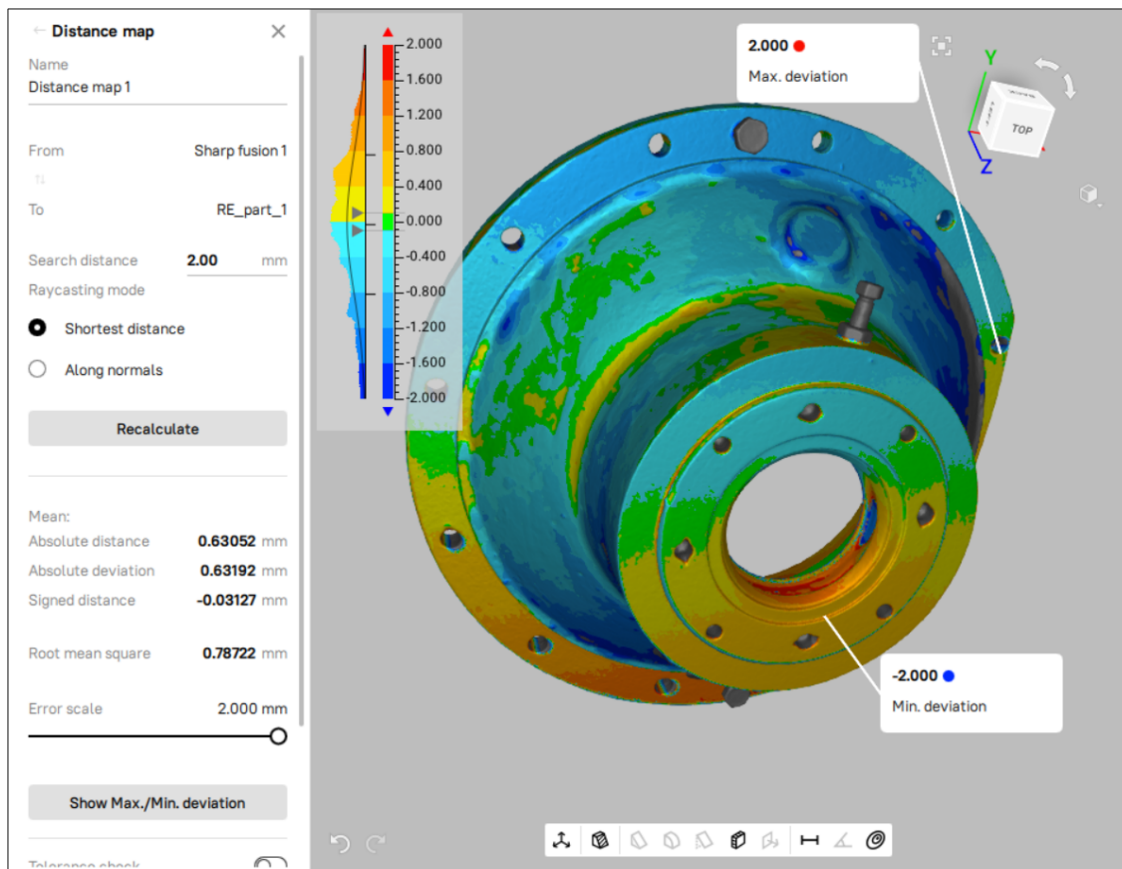 Distance map
Name
Distance map 1
From Sharp fusion 1
To RE_part_1
Search distance 2.00 mm
Raycasting mode
Shortest distance
Along normals
Recalculate
Mean:
Absolute distance 0.63052 mm
Absolute deviation 0.63192 mm
Signed distance -0.03127 mm
Root mean square 0.78722 mm
Error scale 2.000 mm
Show Max./Min. deviation
Tolerance check
2.000
1.600
1.200
0.800
0.400
0.000
-0.400
-0.800
-1.200
-1.600
-2.000
2.000
Max. deviation
Y
TOP
Z
-2.000
Min. deviation